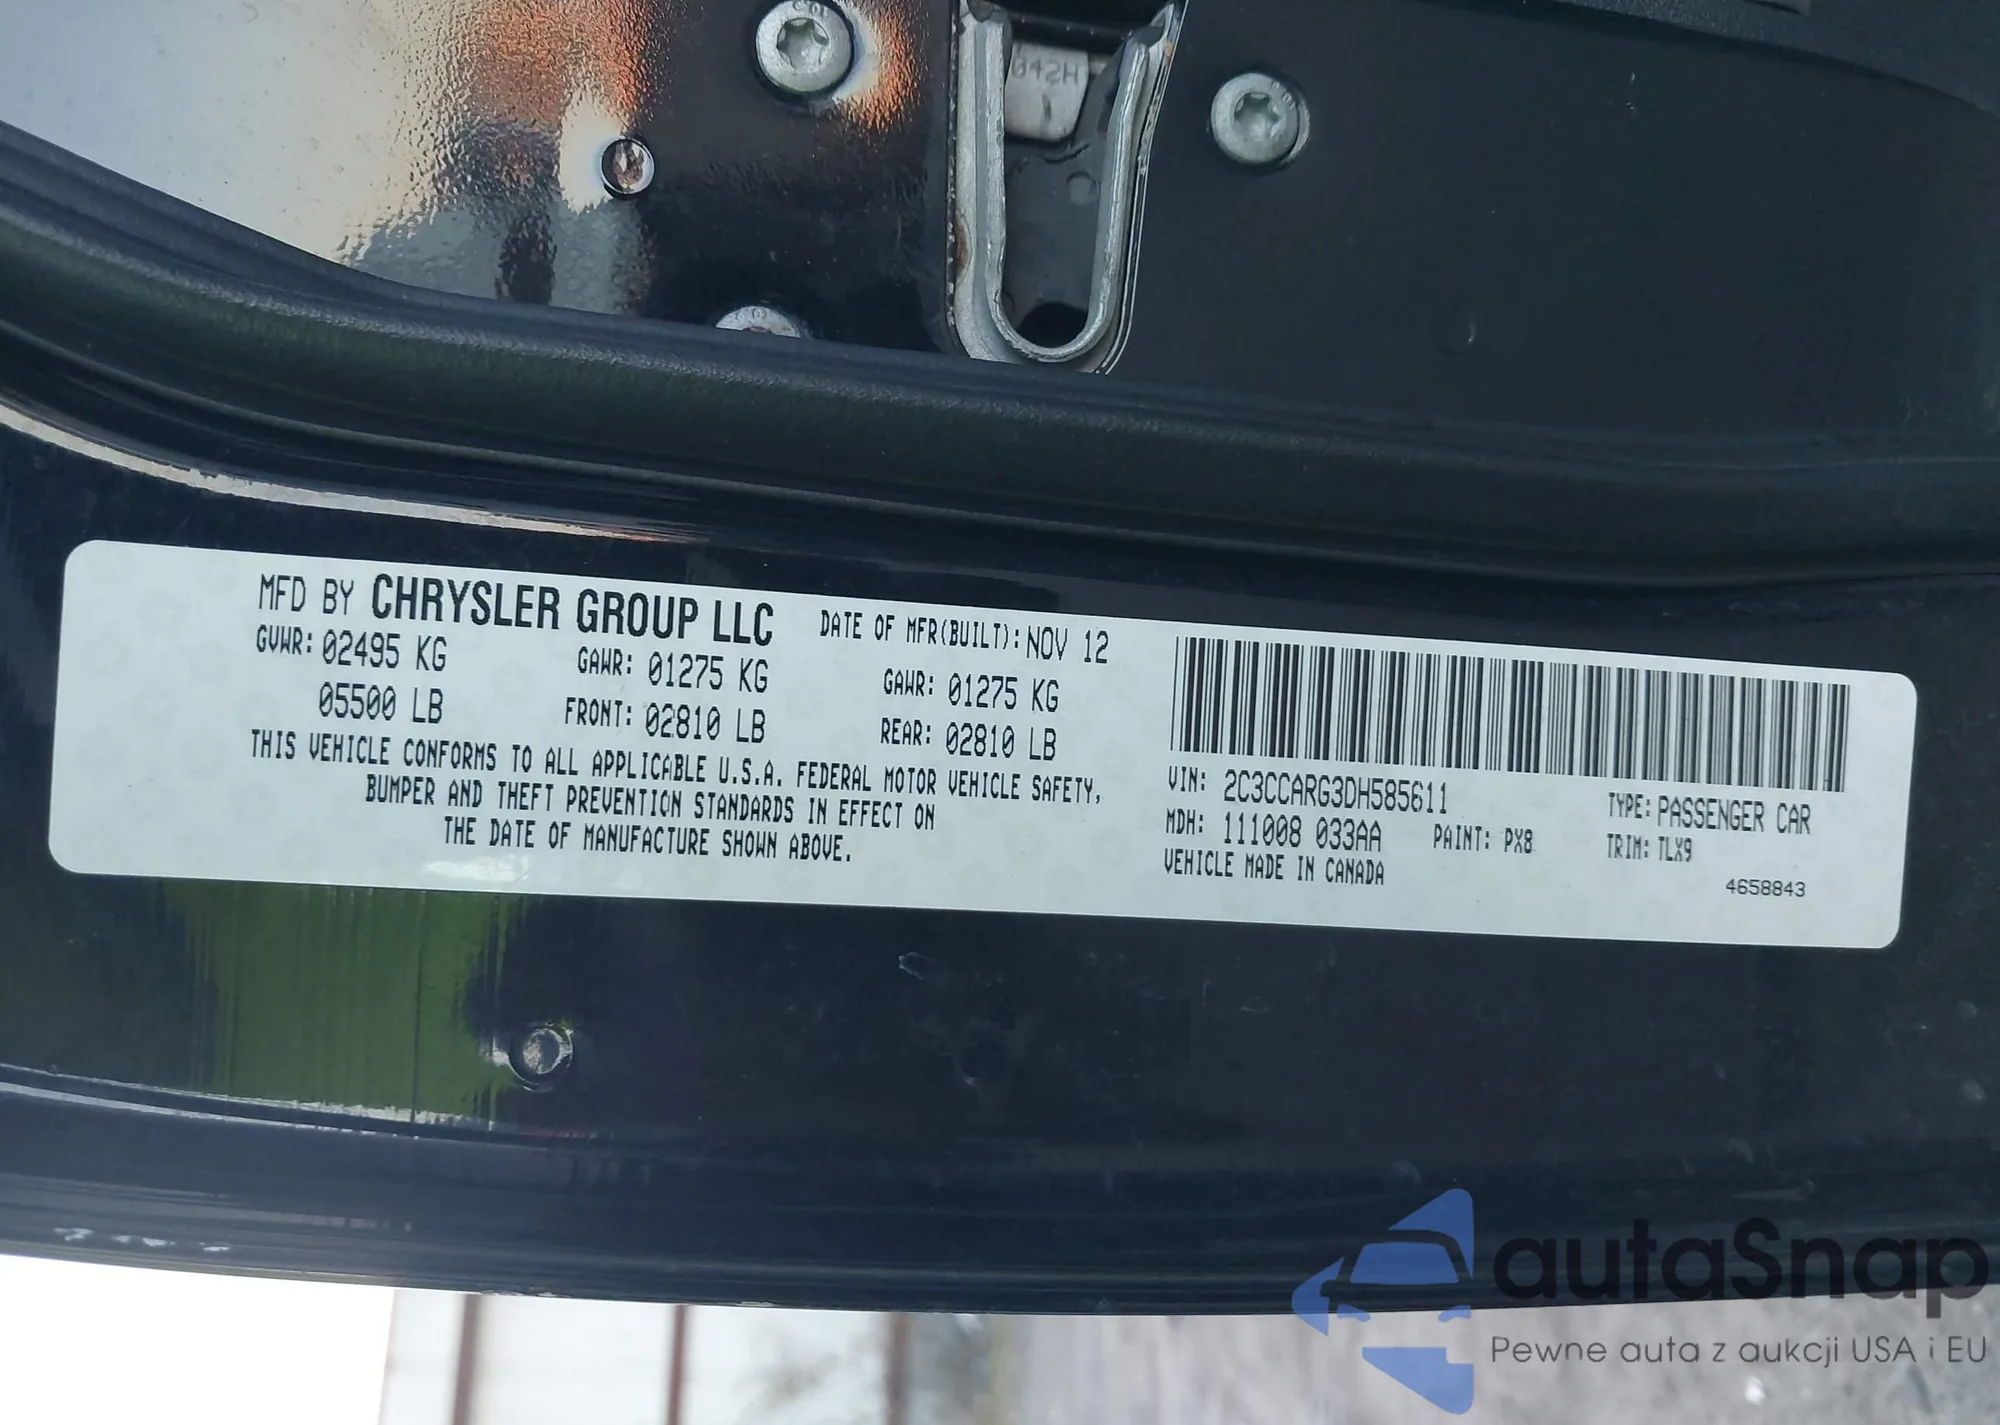 042H
MFD BY CHRYSLER GROUP LLC DATE OF MFR(BUILT): NOV 12
GVWR: 02495 KG GAWR: 01275 KG GAWR: 01275 KG
05500 LB FRONT: 02810 LB REAR: 02810 LB
THIS VEHICLE CONFORMS TO ALL APPLICABLE U.S.A. FEDERAL MOTOR VEHICLE SAFETY,
BUMPER AND THEFT PREVENTION STANDARDS IN EFFECT ON
THE DATE OF MANUFACTURE SHOWN ABOVE.
VIN: 2C3CCARG3DH585611 TYPE: PASSENGER CAR
MDH: 111008 033AA PAINT: PX8 TRIM: TLX9
VEHICLE MADE IN CANADA 4658843
autaSnap
Pewne auta z aukcji USA i EU